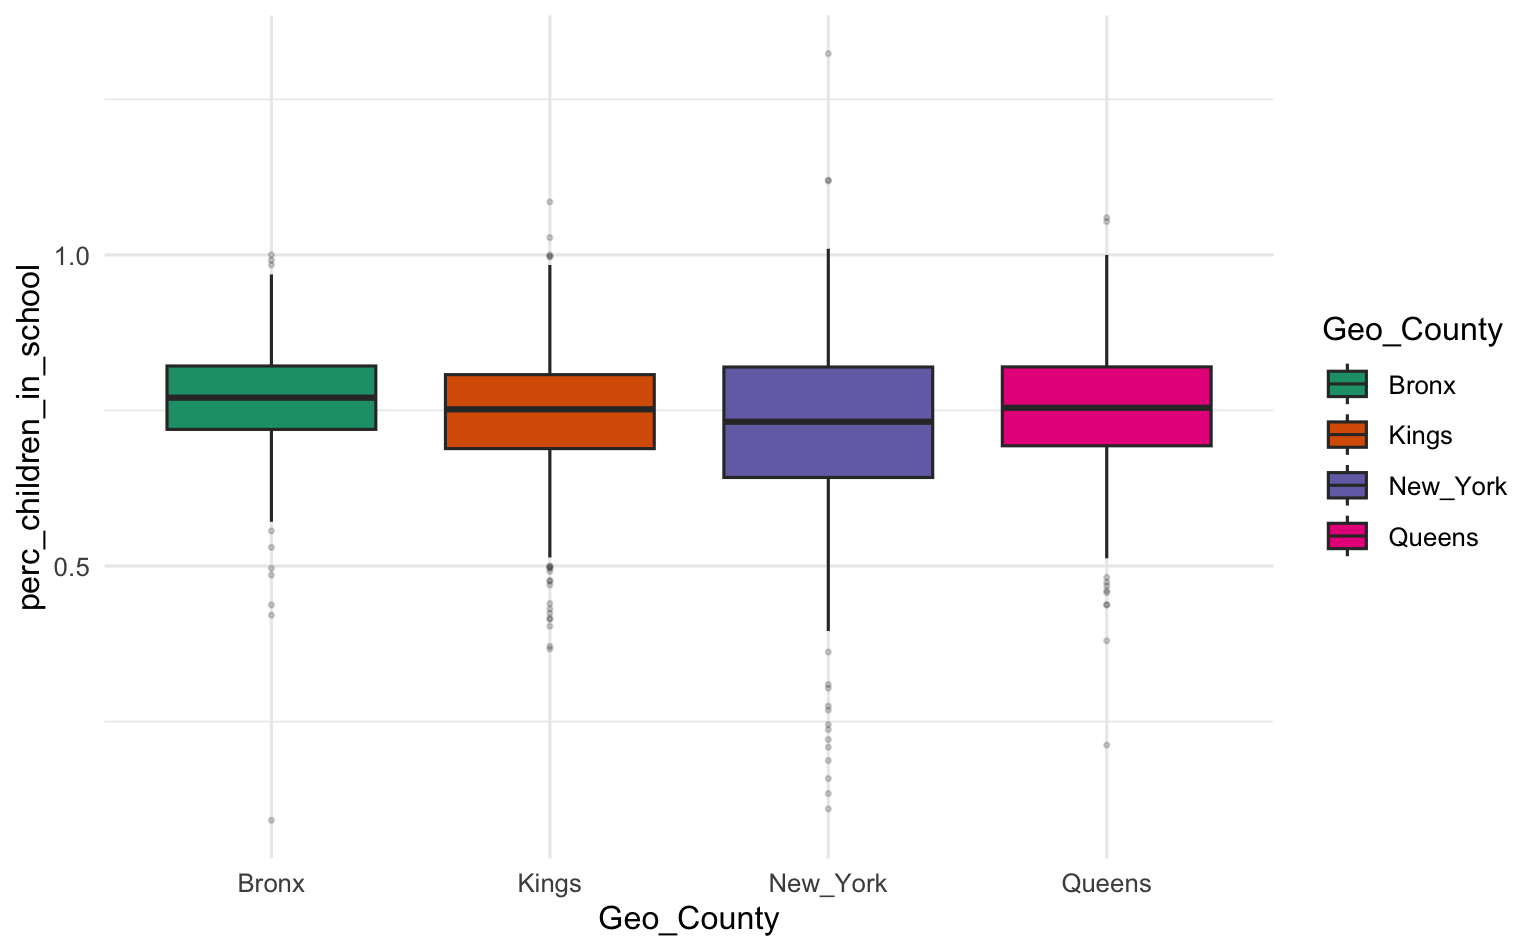 perc_children_in_school
1.0
0.5
Bronx
Kings
New_York
Queens
Geo_County
Geo_County
Bronx
Kings
New_York
Queens